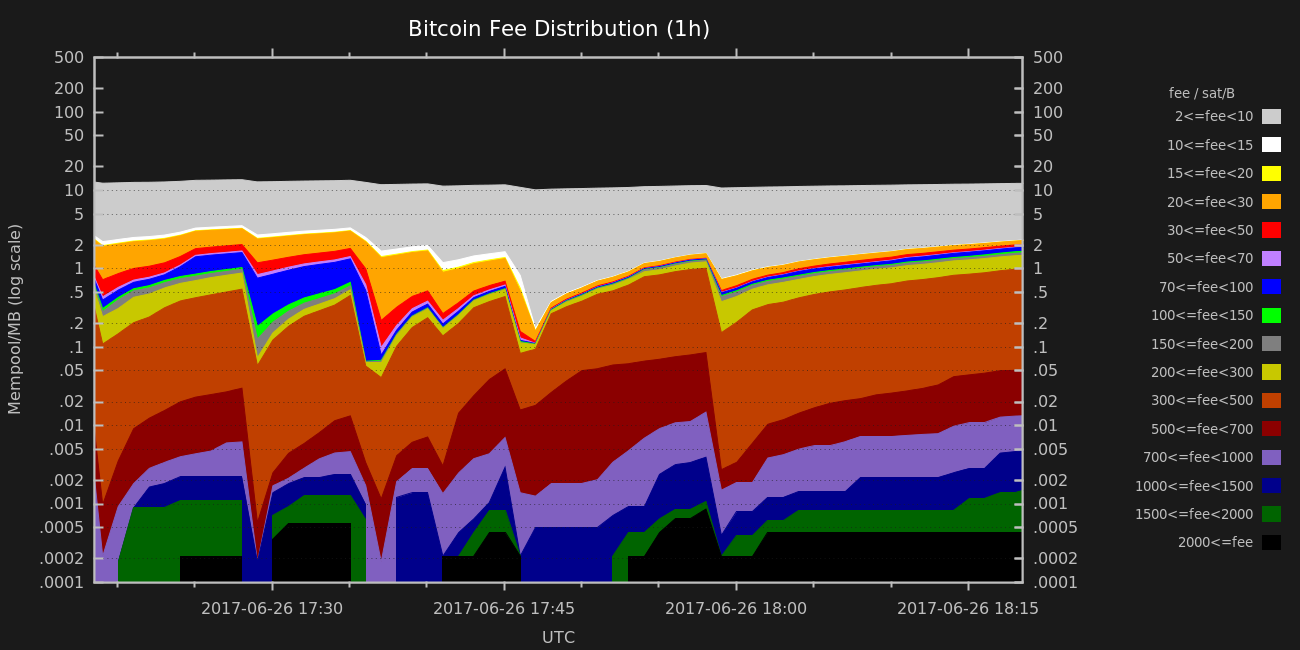 Bitcoin Fee Distribution (1h)
Mempool/MB (log scale)
500
200
100
50
20
10
5
2
1
.5
.2
.1
.05
.02
.01
.005
.002
.001
.0005
.0002
.0001
500
200
100
50
20
10
5
2
1
.5
.2
.1
.05
.02
.01
.005
.002
.001
.0005
.0002
.0001
2017-06-26 17:30
2017-06-26 17:45
2017-06-26 18:00
2017-06-26 18:15
UTC
fee / sat/B
2<=fee<10
10<=fee<15
15<=fee<20
20<=fee<30
30<=fee<50
50<=fee<70
70<=fee<100
100<=fee<150
150<=fee<200
200<=fee<300
300<=fee<500
500<=fee<700
700<=fee<1000
1000<=fee<1500
1500<=fee<2000
2000<=fee